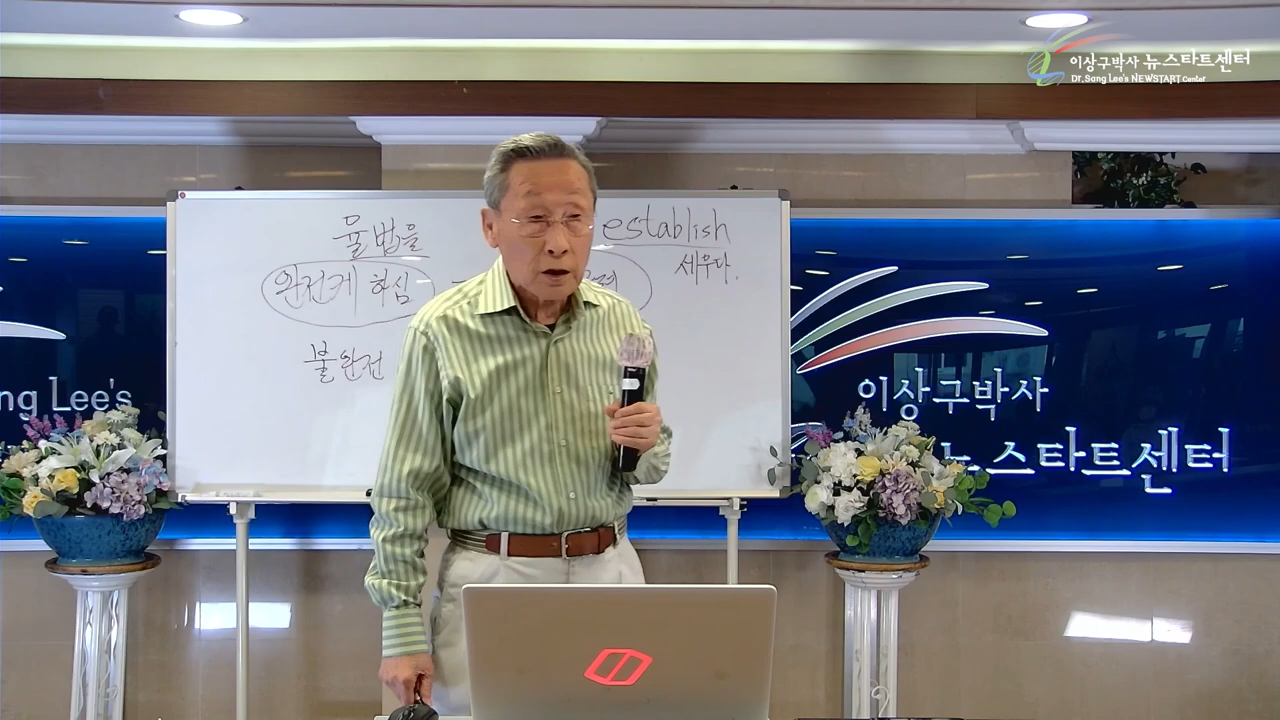 이상구박사 뉴스타트센터
Dr. Sang Lee's NEWSTART Center
율법을
establish
완전케 하심
세우다.
불완전
ng Lee's
이상구박사
뉴스타트센터